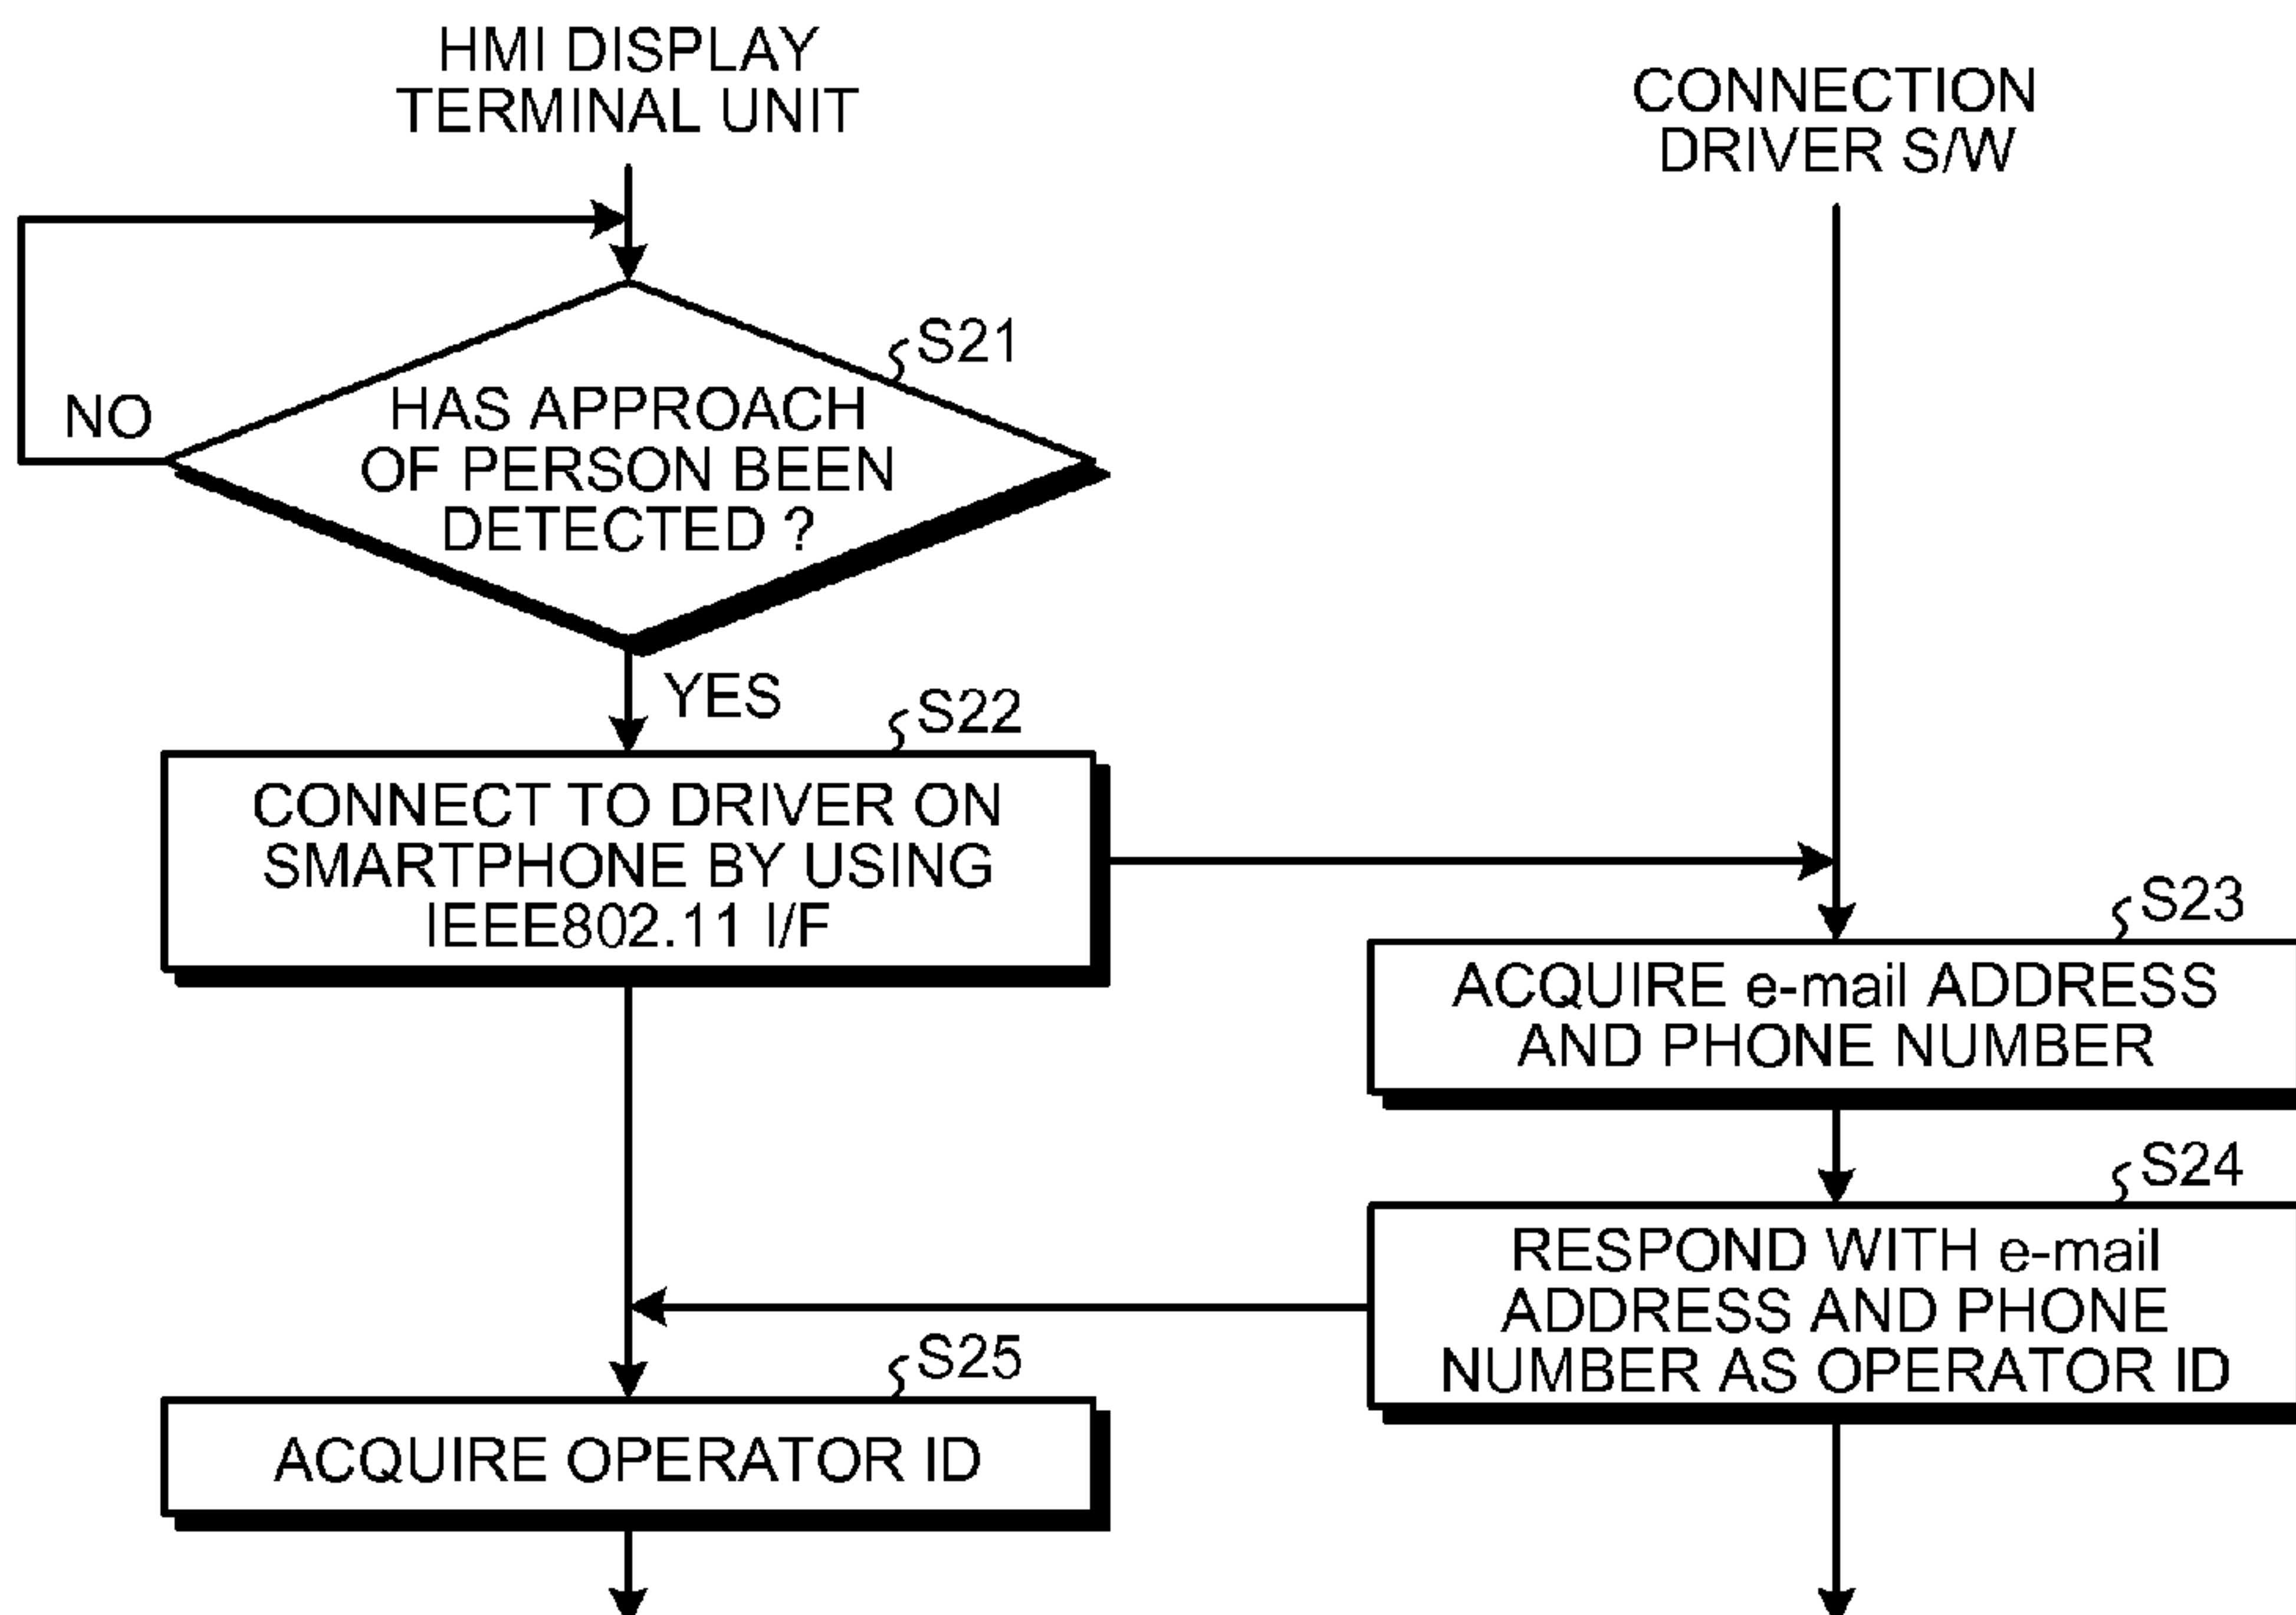 HMI DISPLAY
TERMINAL UNIT
CONNECTION
DRIVER S/W
S21
NO
HAS APPROACH
OF PERSON BEEN
DETECTED ?
YES
S22
CONNECT TO DRIVER ON
SMARTPHONE BY USING
IEEE802.11 I/F
S23
ACQUIRE e-mail ADDRESS
AND PHONE NUMBER
S24
RESPOND WITH e-mail
ADDRESS AND PHONE
NUMBER AS OPERATOR ID
S25
ACQUIRE OPERATOR ID